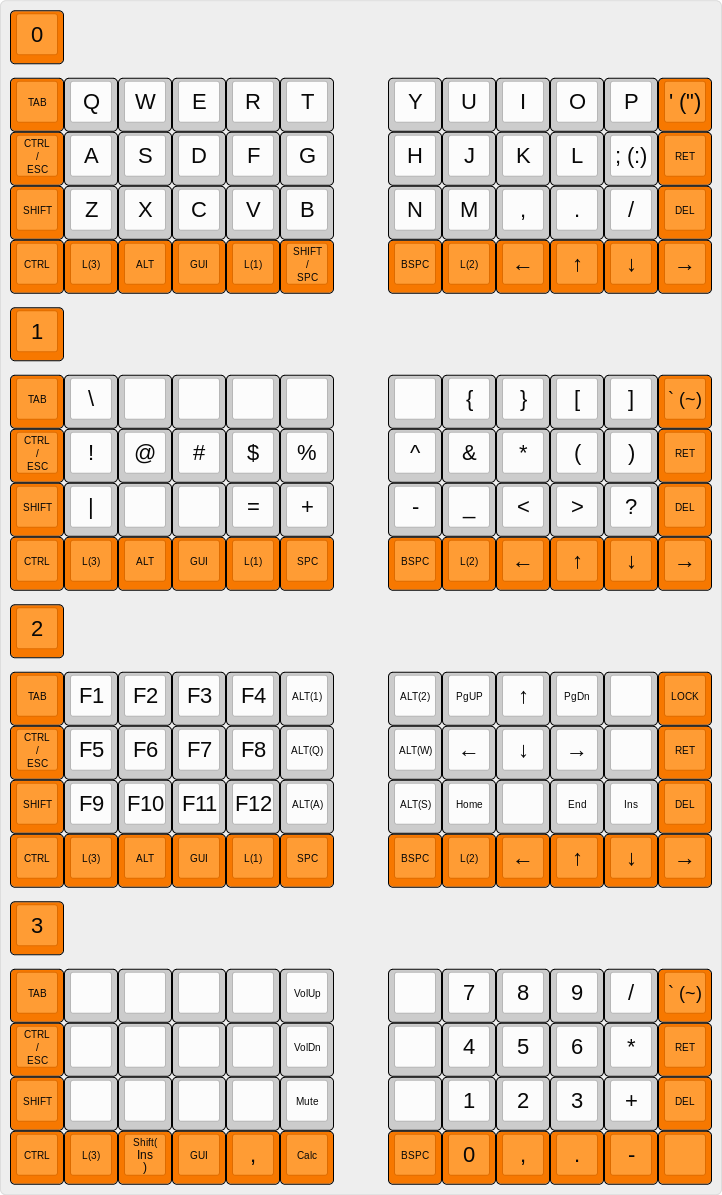 0
TAB Q W E R T Y U I O P ' (")
CTRL / ESC A S D F G H J K L ; (:) RET
SHIFT Z X C V B N M , . / DEL
CTRL L(3) ALT GUI L(1) SHIFT / SPC BSPC L(2) ← ↑ ↓ →
1
TAB \ { } [ ] ` (~)
CTRL / ESC ! @ # $ % ^ & * ( ) RET
SHIFT | = + - _ < > ? DEL
CTRL L(3) ALT GUI L(1) SPC BSPC L(2) ← ↑ ↓ →
2
TAB F1 F2 F3 F4 ALT(1) ALT(2) PgUP ↑ PgDn LOCK
CTRL / ESC F5 F6 F7 F8 ALT(Q) ALT(W) ← ↓ → RET
SHIFT F9 F10 F11 F12 ALT(A) ALT(S) Home End Ins DEL
CTRL L(3) ALT GUI L(1) SPC BSPC L(2) ← ↑ ↓ →
3
TAB VolUp 7 8 9 / ` (~)
CTRL / ESC VolDn 4 5 6 * RET
SHIFT Mute 1 2 3 + DEL
CTRL L(3) Shift( Ins ) GUI , Calc BSPC 0 , . -